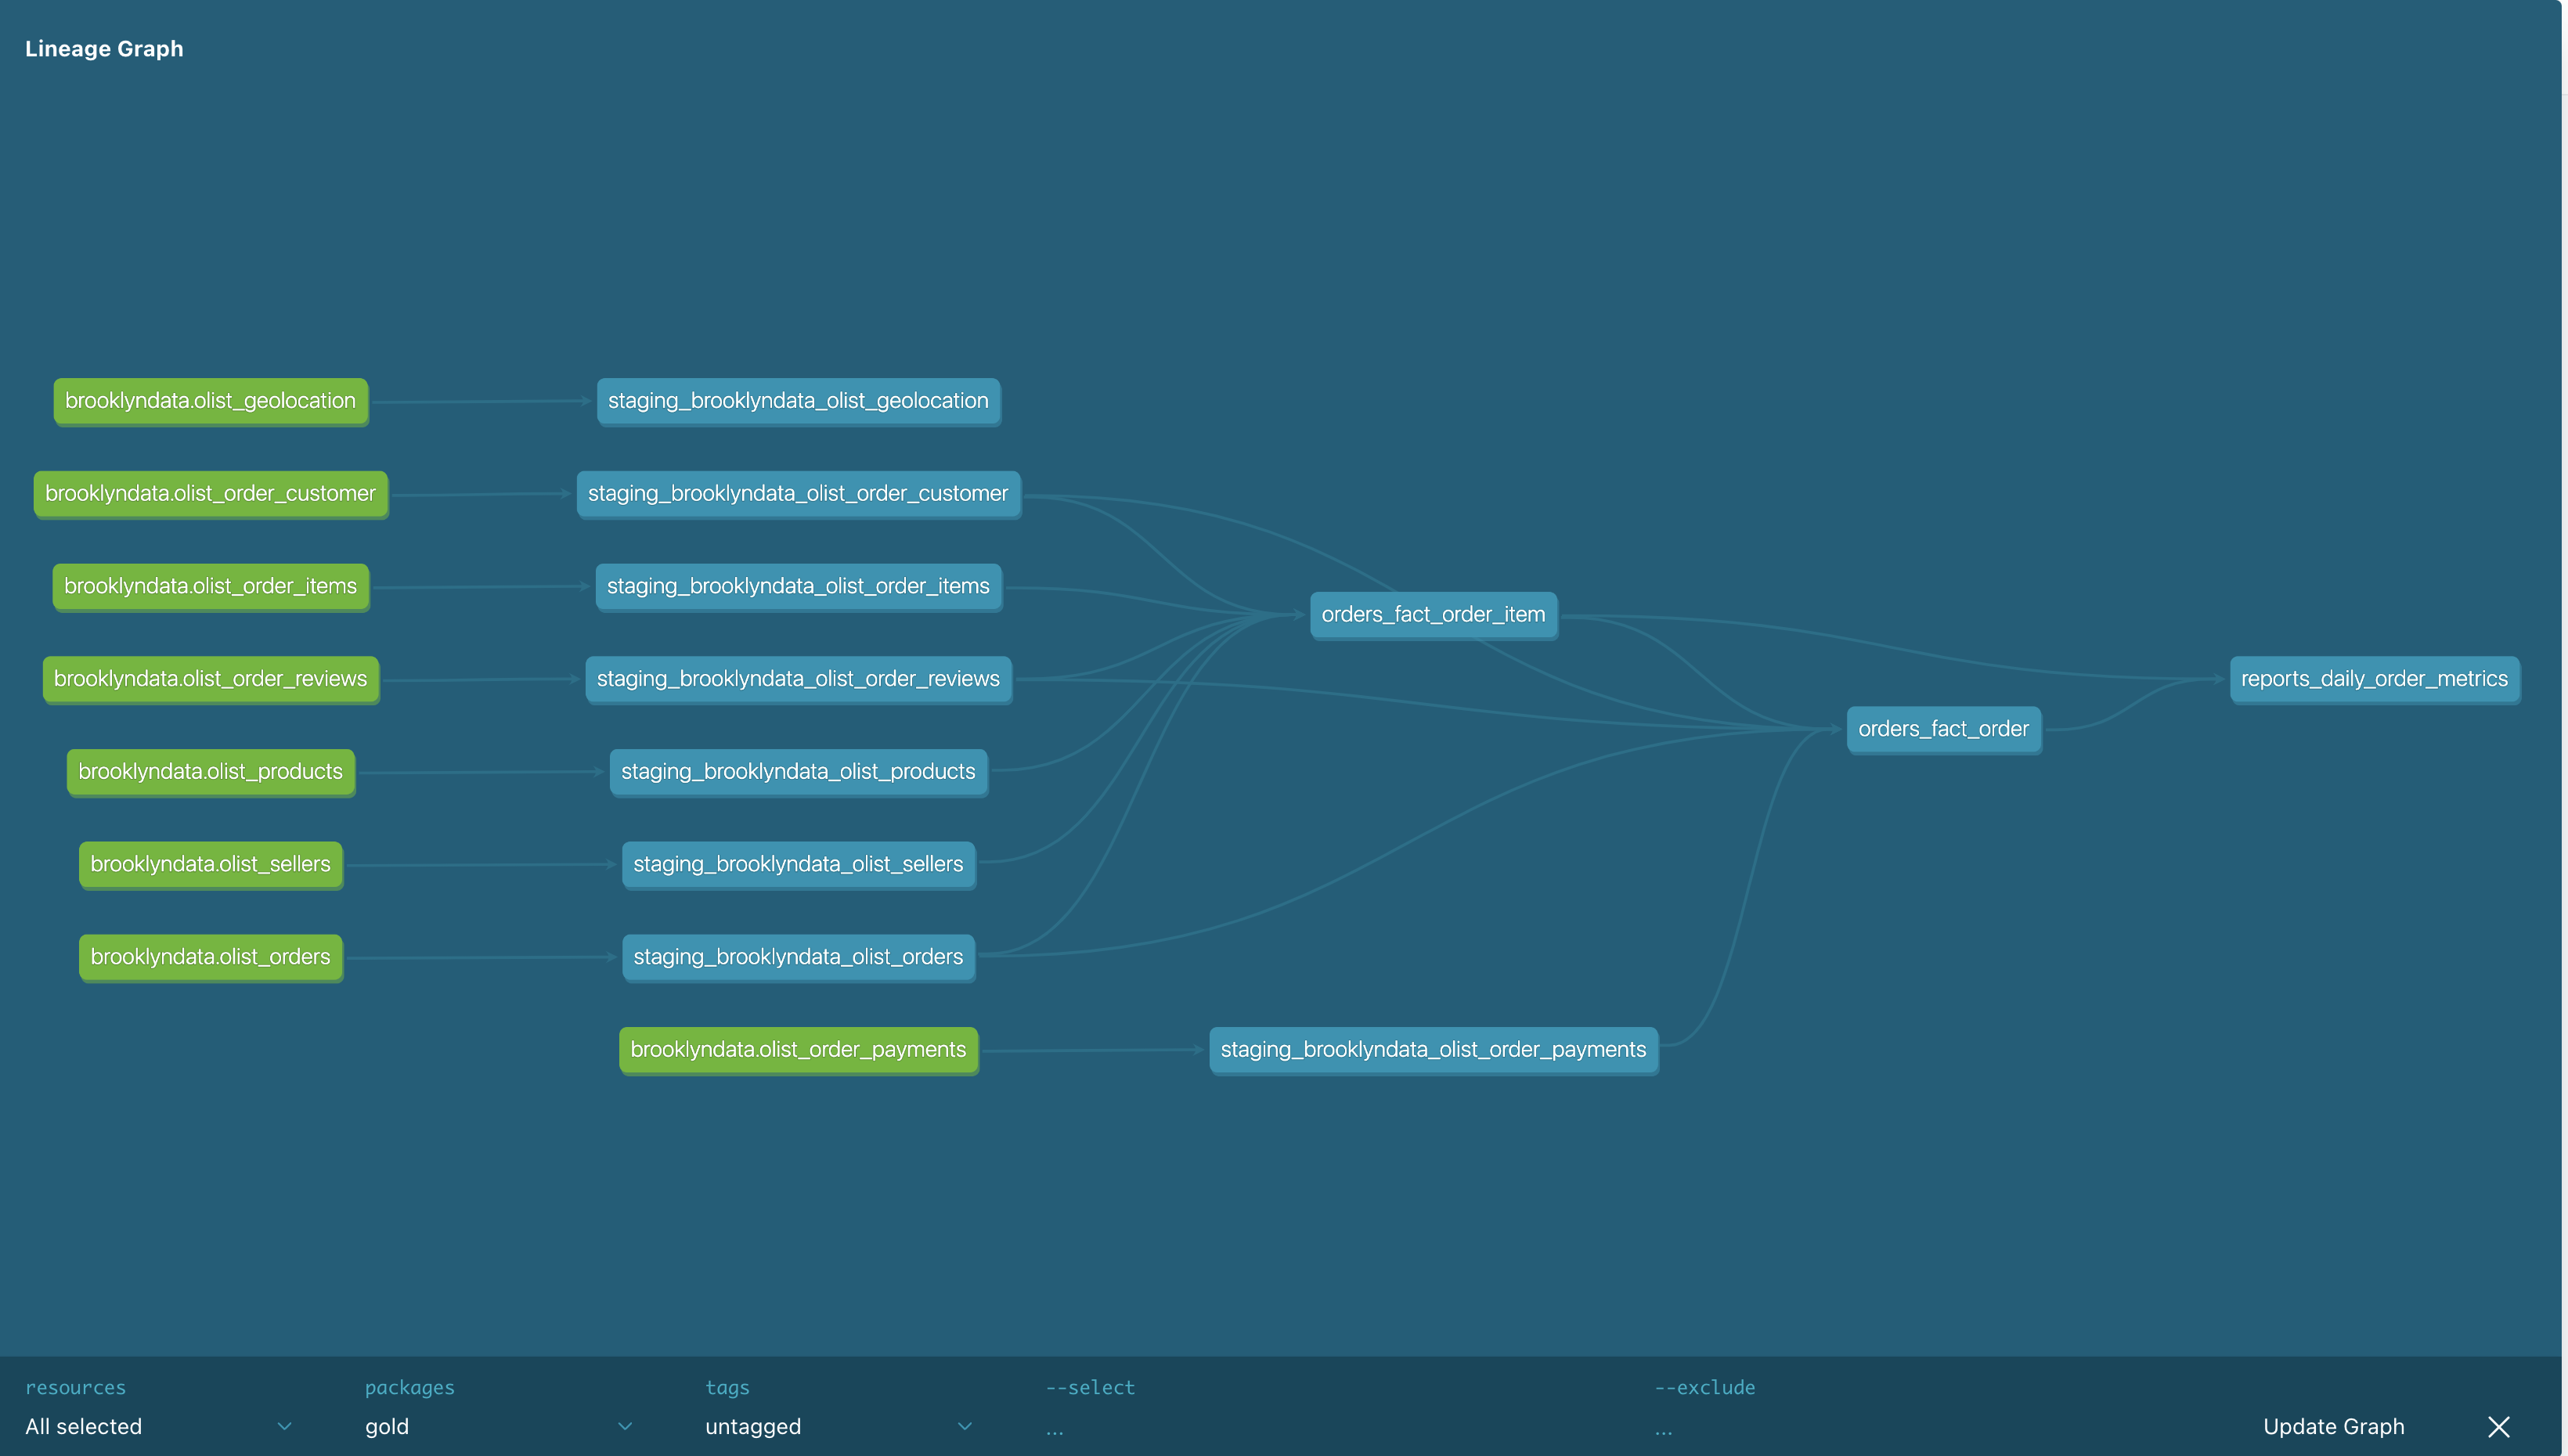 Lineage Graph
brooklyndata.olist_geolocation
staging_brooklyndata_olist_geolocation
brooklyndata.olist_order_customer
staging_brooklyndata_olist_order_customer
brooklyndata.olist_order_items
staging_brooklyndata_olist_order_items
orders_fact_order_item
brooklyndata.olist_order_reviews
staging_brooklyndata_olist_order_reviews
reports_daily_order_metrics
orders_fact_order
brooklyndata.olist_products
staging_brooklyndata_olist_products
brooklyndata.olist_sellers
staging_brooklyndata_olist_sellers
brooklyndata.olist_orders
staging_brooklyndata_olist_orders
brooklyndata.olist_order_payments
staging_brooklyndata_olist_order_payments
resources
All selected
packages
gold
tags
untagged
--select
...
--exclude
...
Update Graph